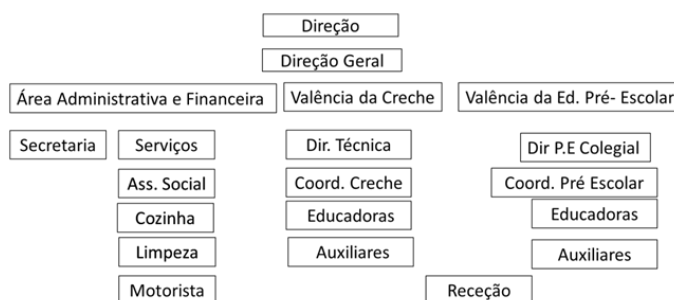 Direção
Direção Geral
Área Administrativa e Financeira
Valência da Creche
Valência da Ed. Pré- Escolar
Secretaria
Serviços
Dir. Técnica
Dir P.E Colegial
Ass. Social
Coord. Creche
Coord. Pré Escolar
Cozinha
Educadoras
Educadoras
Limpeza
Auxiliares
Auxiliares
Motorista
Receção